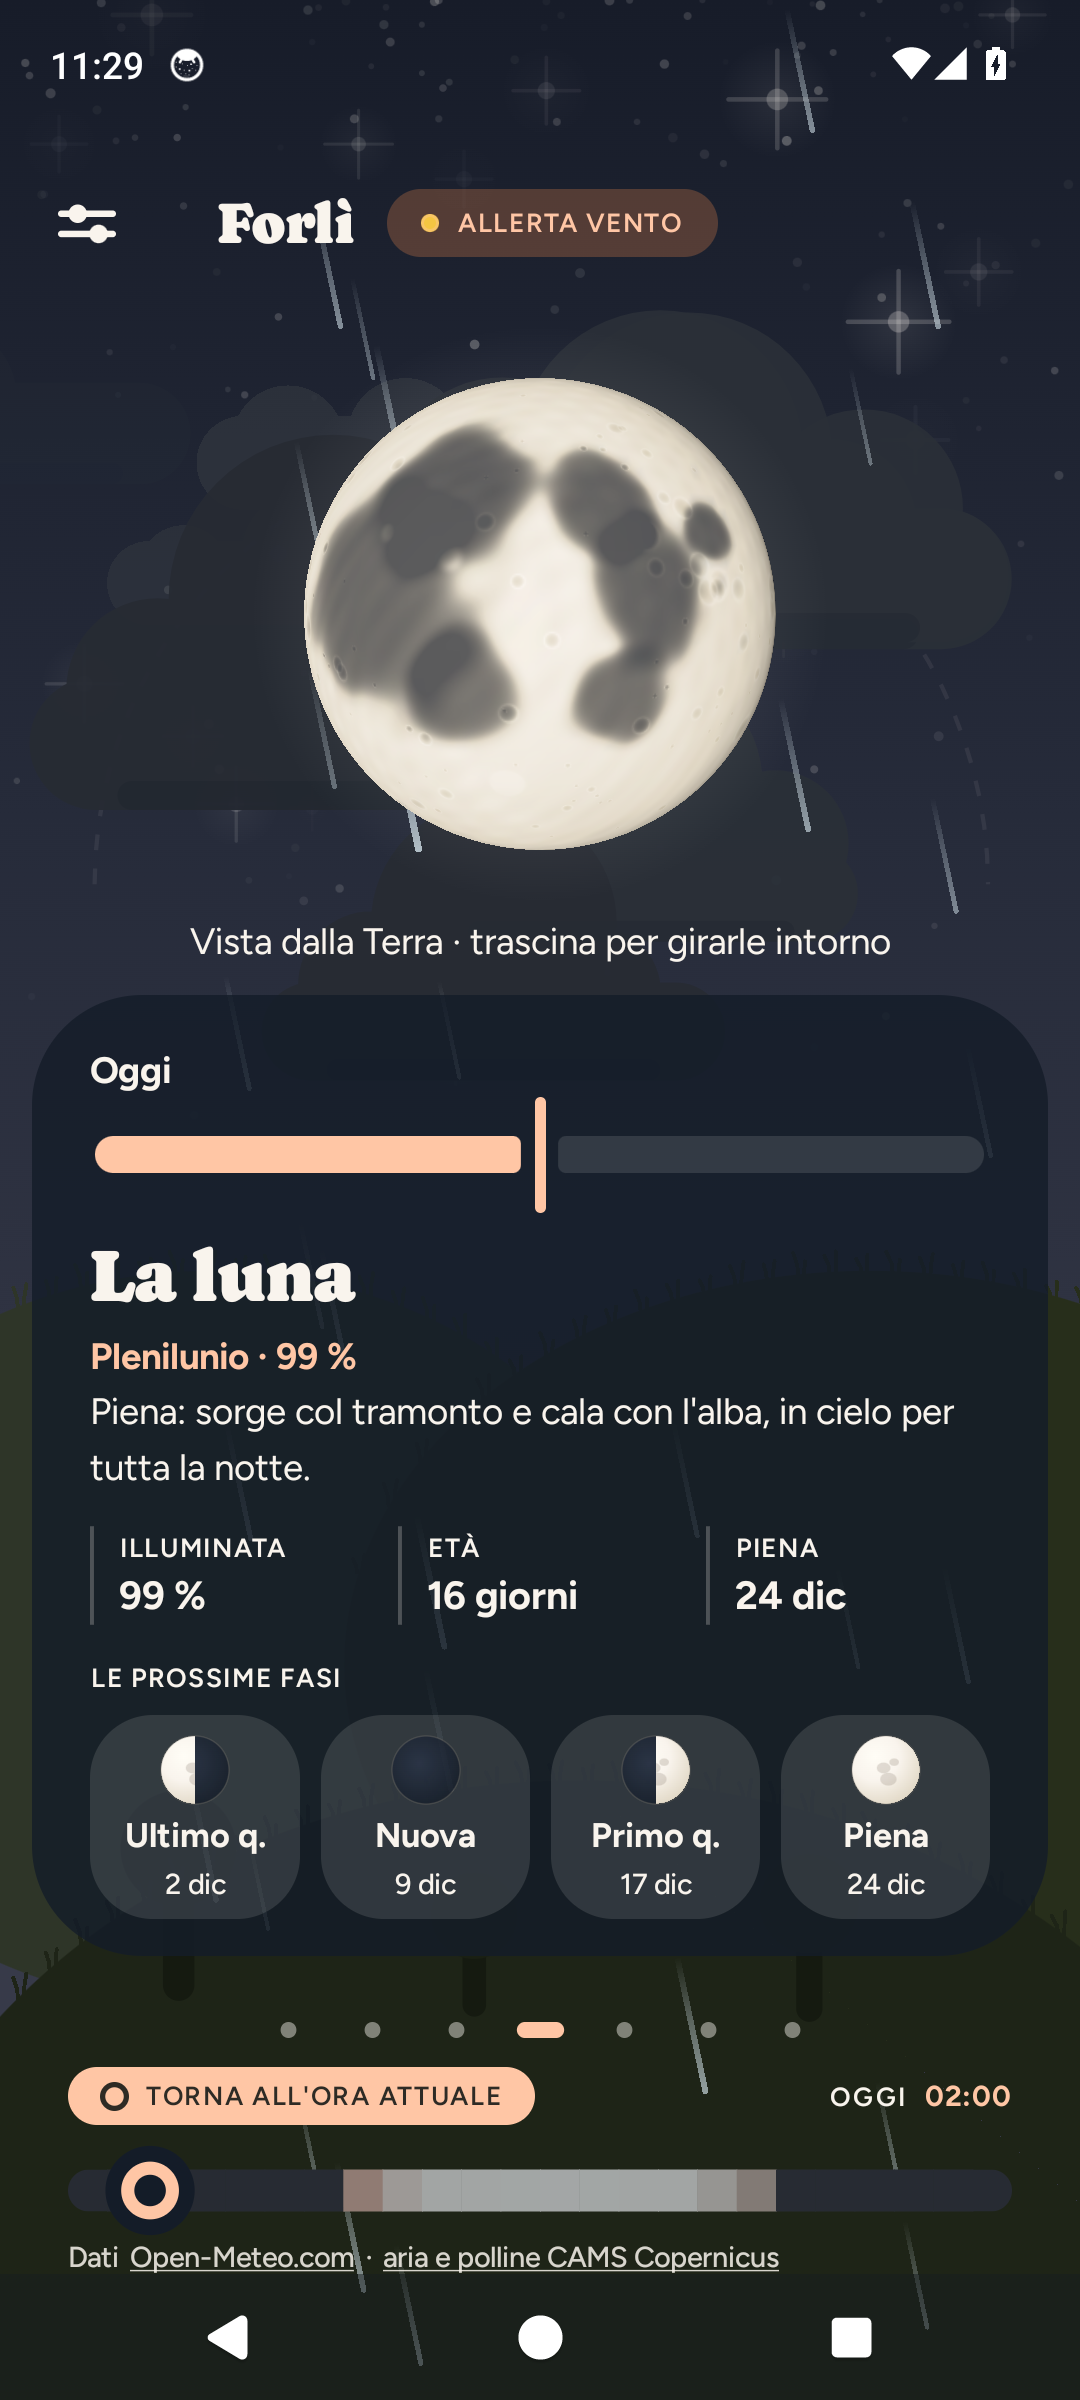 11:29
Forlì
ALLERTA VENTO
Vista dalla Terra · trascina per girarle intorno
Oggi
La luna
Plenilunio · 99 %
Piena: sorge col tramonto e cala con l'alba, in cielo per
tutta la notte.
ILLUMINATA ETÀ PIENA
99 % 16 giorni 24 dic
LE PROSSIME FASI
Ultimo q. Nuova Primo q. Piena
2 dic 9 dic 17 dic 24 dic
TORNA ALL'ORA ATTUALE
OGGI 02:00
Dati Open-Meteo.com · aria e polline CAMS Copernicus